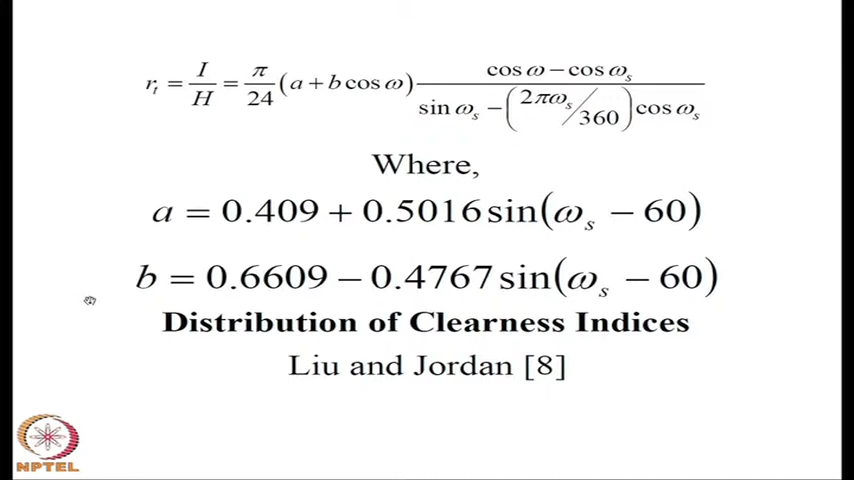 r_t = I/H = π/24 (a + b cos ω) (cos ω − cos ω_s)/(sin ω_s − (2πω_s/360) cos ω_s)
Where,
a = 0.409 + 0.5016 sin(ω_s − 60)
b = 0.6609 − 0.4767 sin(ω_s − 60)
Distribution of Clearness Indices
Liu and Jordan [8]
NPTEL